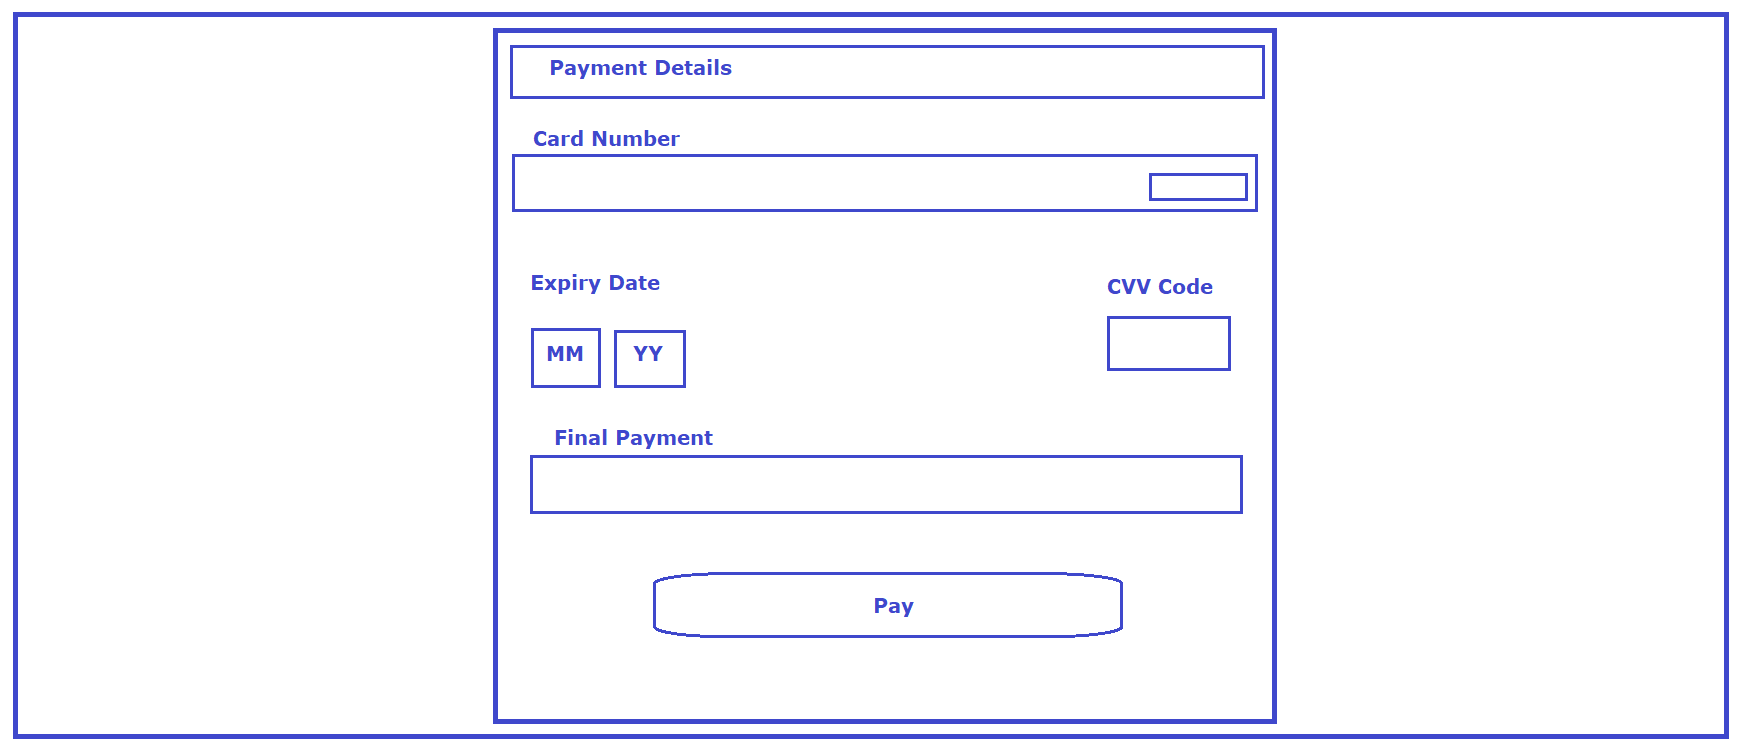 Payment Details
Card Number
Expiry Date
CVV Code
MM
YY
Final Payment
Pay